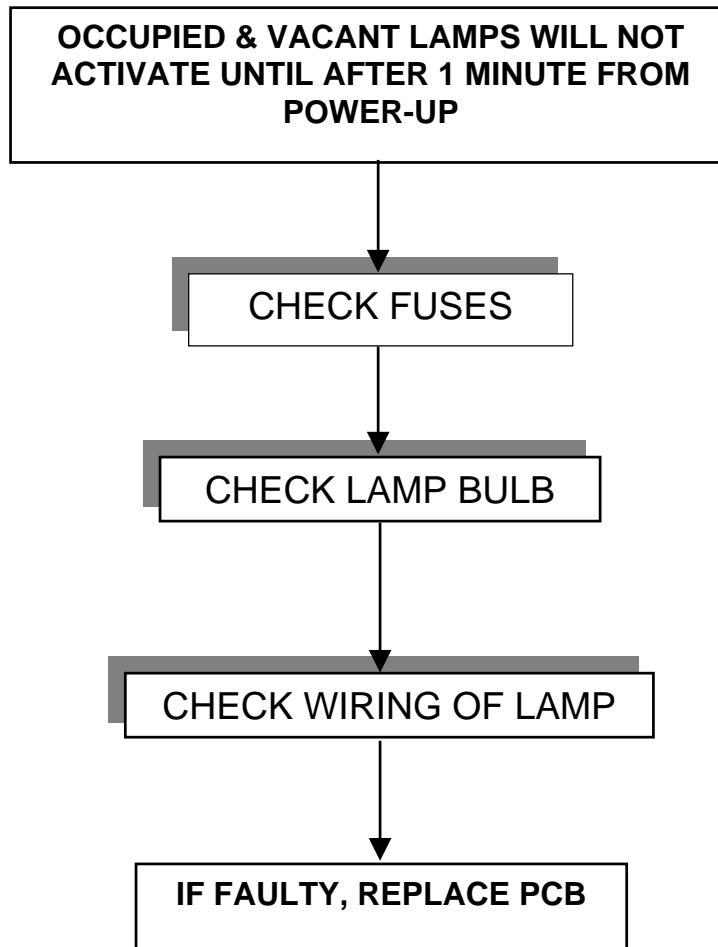 OCCUPIED & VACANT LAMPS WILL NOT
ACTIVATE UNTIL AFTER 1 MINUTE FROM
POWER-UP
CHECK FUSES
CHECK LAMP BULB
CHECK WIRING OF LAMP
IF FAULTY, REPLACE PCB